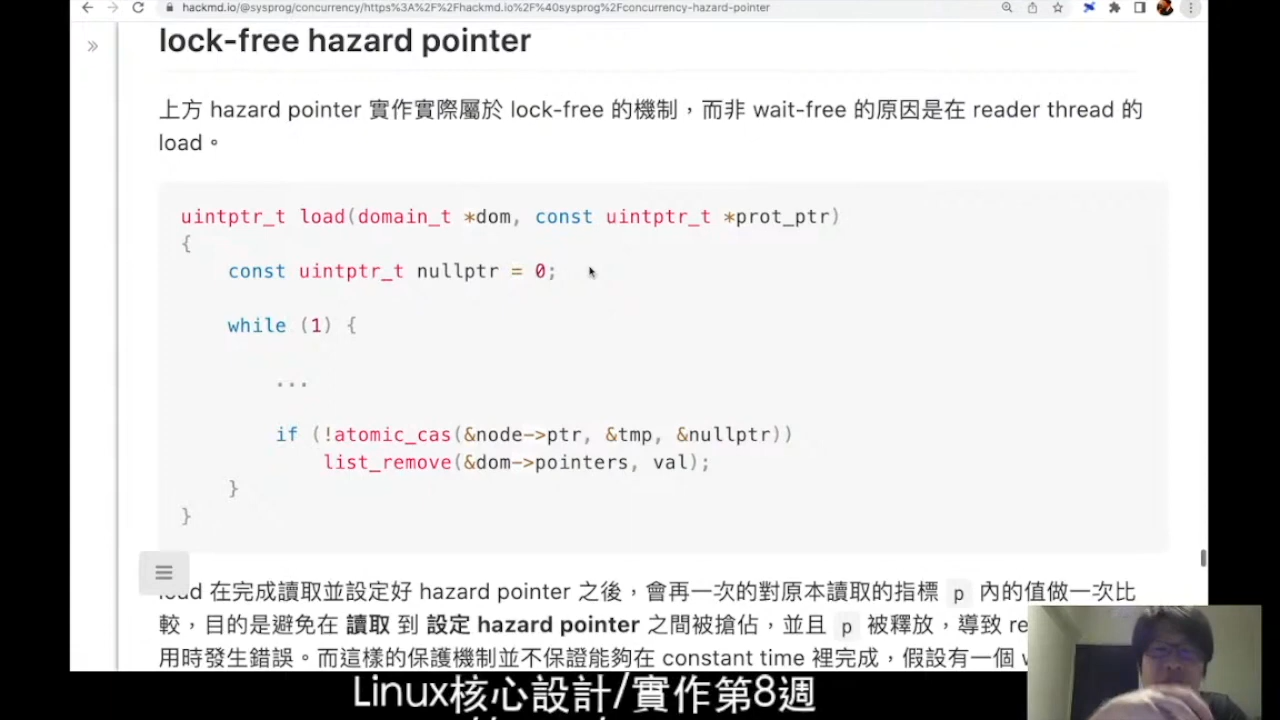 hackmd.io/@sysprog/concurrency/https%3A%2F%2Fhackmd.io%2F%40sysprog%2Fconcurrency-hazard-pointer
lock-free hazard pointer
上方 hazard pointer 實作實際屬於 lock-free 的機制，而非 wait-free 的原因是在 reader thread 的
load。
uintptr_t load(domain_t *dom, const uintptr_t *prot_ptr)
{
const uintptr_t nullptr = 0;
while (1) {
...
if (!atomic_cas(&node->ptr, &tmp, &nullptr))
list_remove(&dom->pointers, val);
}
}
load 在完成讀取並設定好 hazard pointer 之後，會再一次的對原本讀取的指標 p 內的值做一次比
較，目的是避免在 讀取 到 設定 hazard pointer 之間被搶佔，並且 p 被釋放，導致 re
用時發生錯誤。而這樣的保護機制並不保證能夠在 constant time 裡完成，假設有一個 w
Linux核心設計/實作第8週